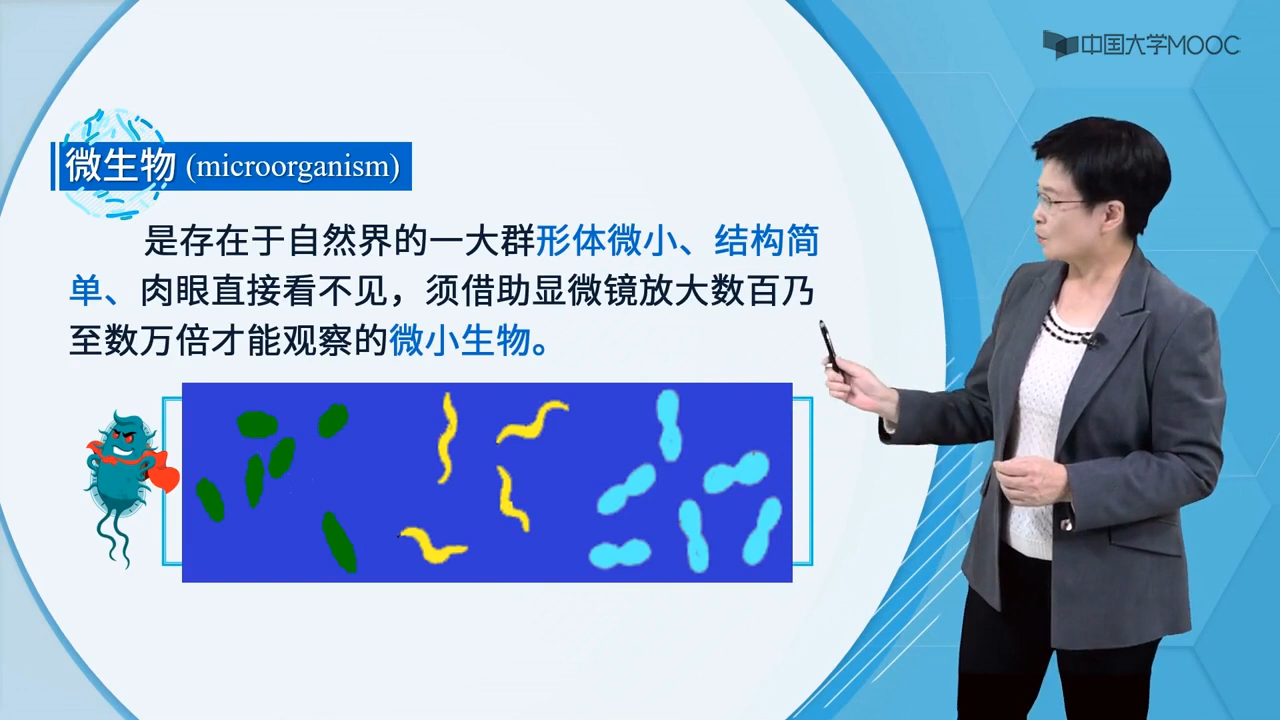 中国大学MOOC
微生物 (microorganism)
是存在于自然界的一大群形体微小、结构简
单、肉眼直接看不见，须借助显微镜放大数百乃
至数万倍才能观察的微小生物。